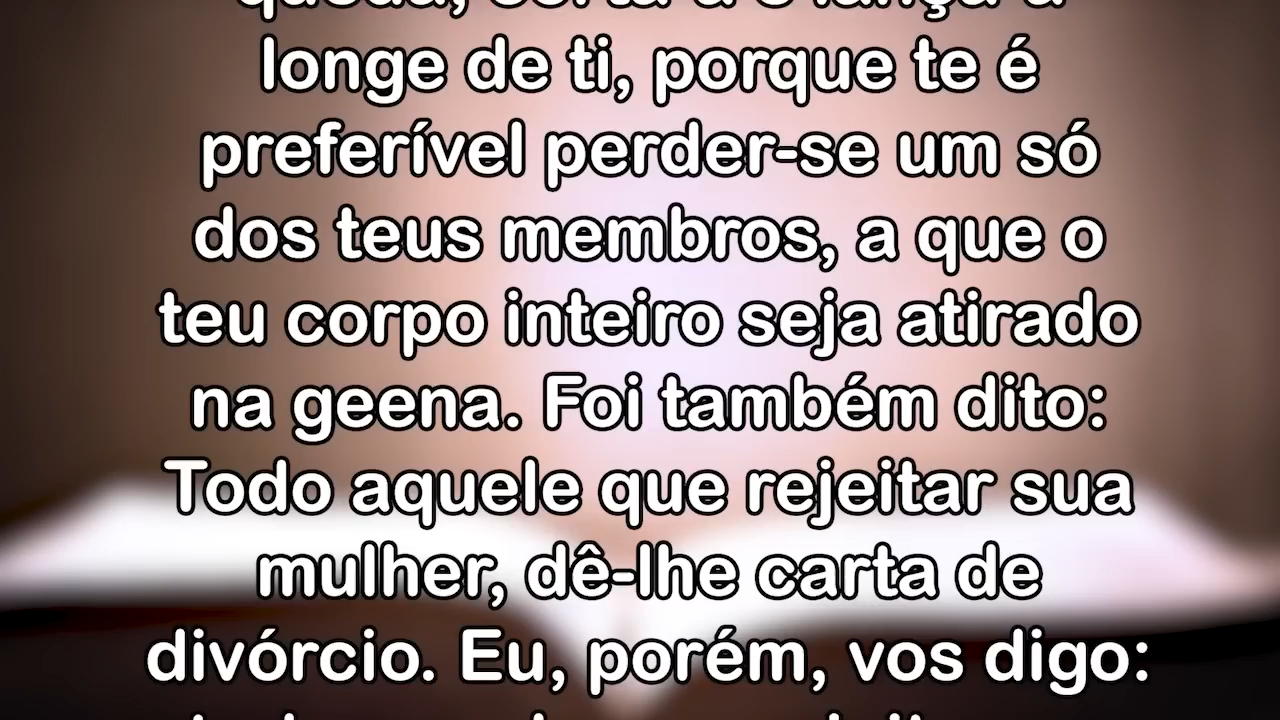 longe de ti, porque te é
preferível perder-se um só
dos teus membros, a que o
teu corpo inteiro seja atirado
na geena. Foi também dito:
Todo aquele que rejeitar sua
mulher, dê-lhe carta de
divórcio. Eu, porém, vos digo: